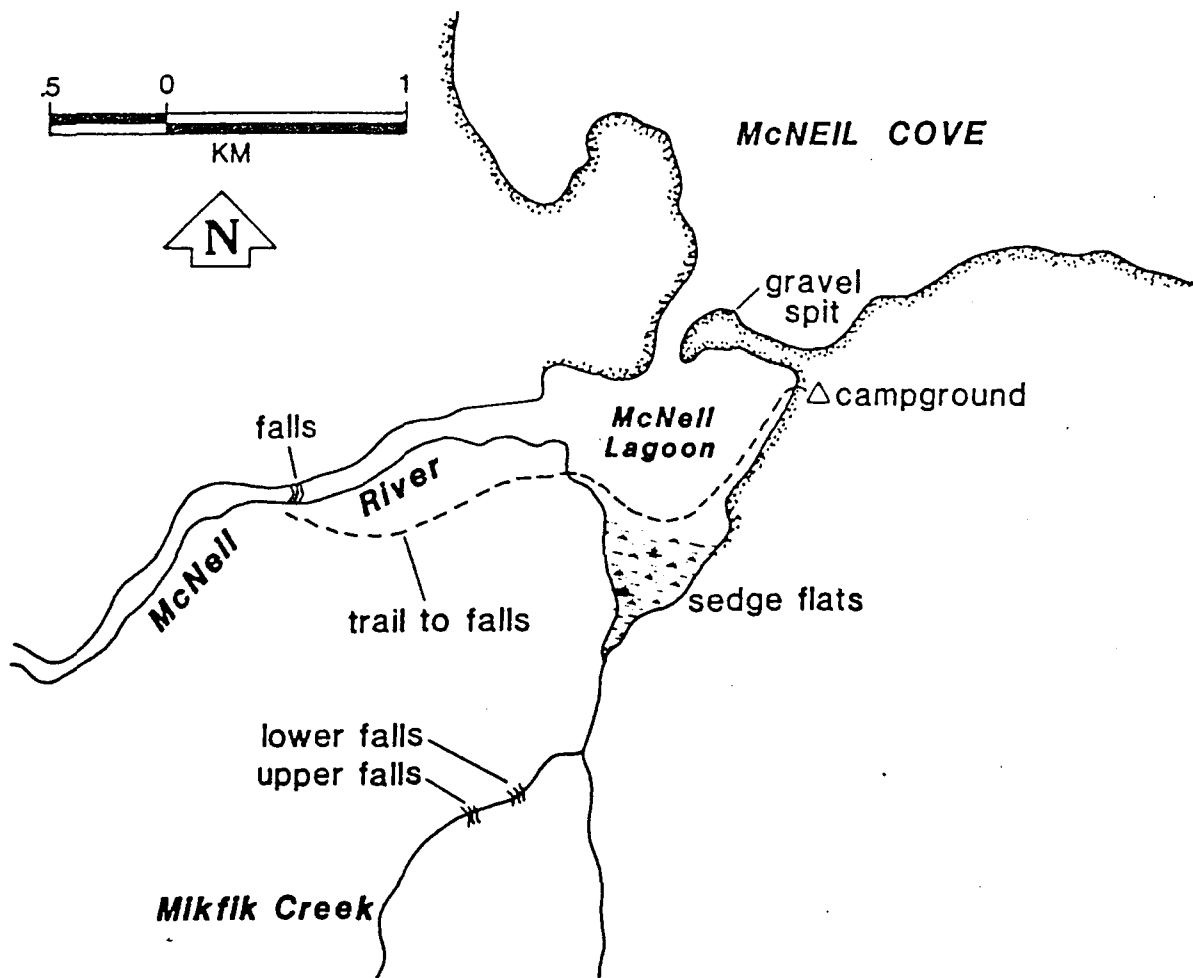 .5 0 1
KM
N
McNEIL COVE
gravel
spit
campground
McNeil
Lagoon
falls
River
McNeil
trail to falls
sedge flats
lower falls
upper falls
Mikfik Creek